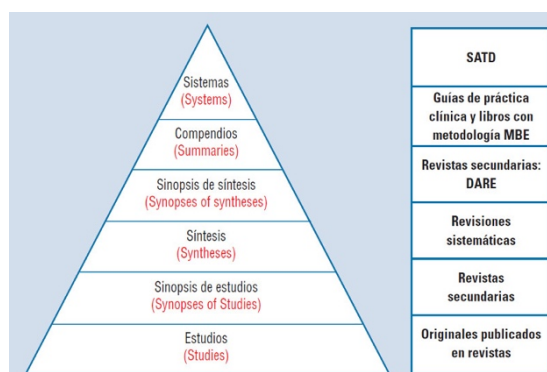 Sistemas
(Systems)
Compendios
(Summaries)
Sinopsis de síntesis
(Synopses of syntheses)
Síntesis
(Syntheses)
Sinopsis de estudios
(Synopses of Studies)
Estudios
(Studies)
SATD
Guías de práctica
clínica y libros con
metodología MBE
Revistas secundarias:
DARE
Revisiones
sistemáticas
Revistas
secundarias
Originales publicados
en revistas